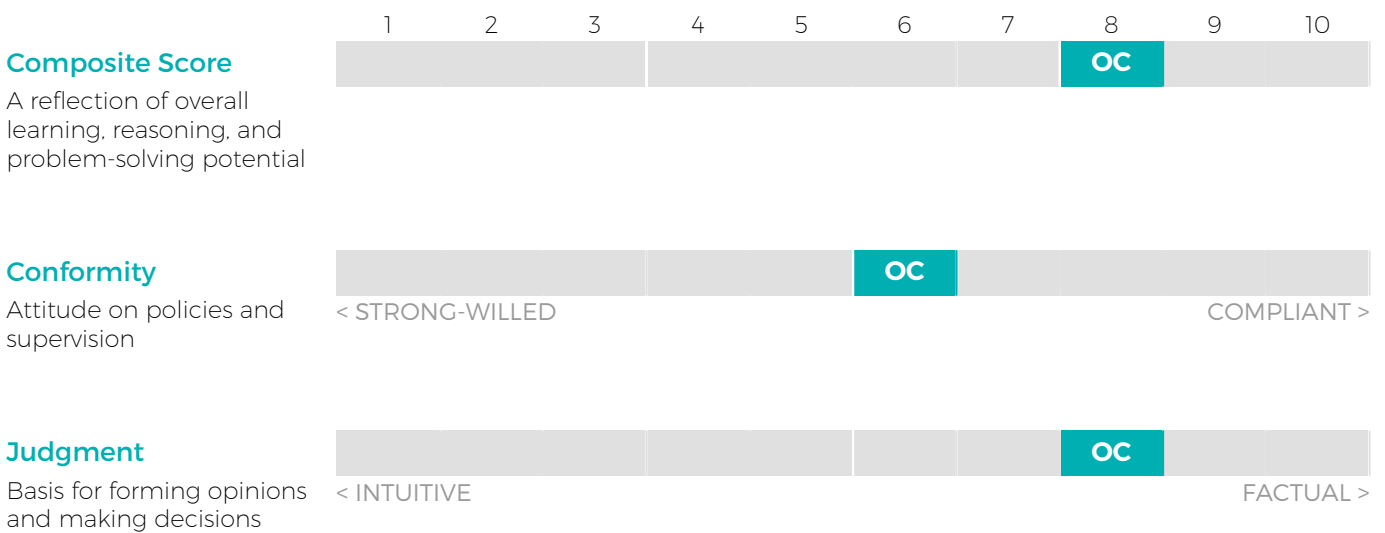 1 2 3 4 5 6 7 8 9 10
Composite Score
OC
A reflection of overall
learning, reasoning, and
problem-solving potential
Conformity
OC
Attitude on policies and
supervision
< STRONG-WILLED
COMPLIANT >
Judgment
OC
Basis for forming opinions
and making decisions
< INTUITIVE
FACTUAL >